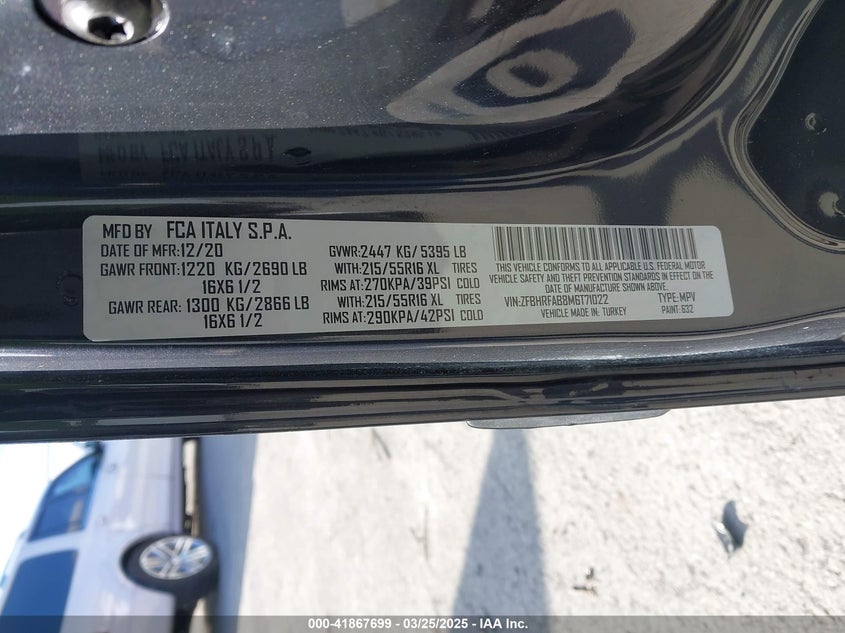 MFD BY FCA ITALY S.P.A.
DATE OF MFR:12/20
GAWR FRONT:1220 KG/2690 LB
16X6 1/2
GAWR REAR: 1300 KG/2866 LB
16X6 1/2
GVWR:2447 KG/5395 LB
WITH:215/55R16 XL TIRES
RIMS AT:270KPA/39PSI COLD
WITH:215/55R16 XL TIRES
RIMS AT:290KPA/42PSI COLD
THIS VEHICLE CONFORMS TO ALL APPLICABLE U.S. FEDERAL MOTOR
VEHICLE SAFETY AND THEFT PREVENTION STANDARDS IN EFFECT ON THE
DATE OF MANUFACTURE SHOWN ABOVE.
VIN:ZFBHRFAB8M6T71022 TYPE:MPV
VEHICLE MADE IN: TURKEY PAINT:632
FCA ITALY S.P.A
000-41867699 - 03/25/2025 - IAA Inc.